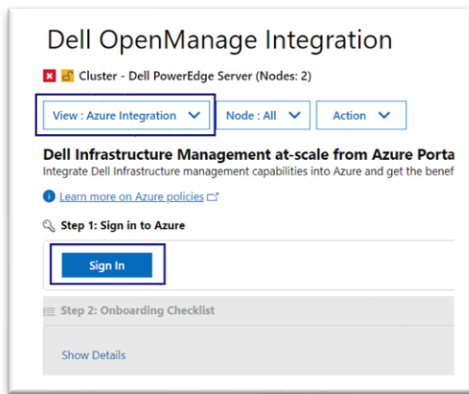 Dell OpenManage Integration
Cluster - Dell PowerEdge Server (Nodes: 2)
View : Azure Integration
Node : All
Action
Dell Infrastructure Management at-scale from Azure Porta
Integrate Dell Infrastructure management capabilities into Azure and get the benef
Learn more on Azure policies
Step 1: Sign in to Azure
Sign In
Step 2: Onboarding Checklist
Show Details